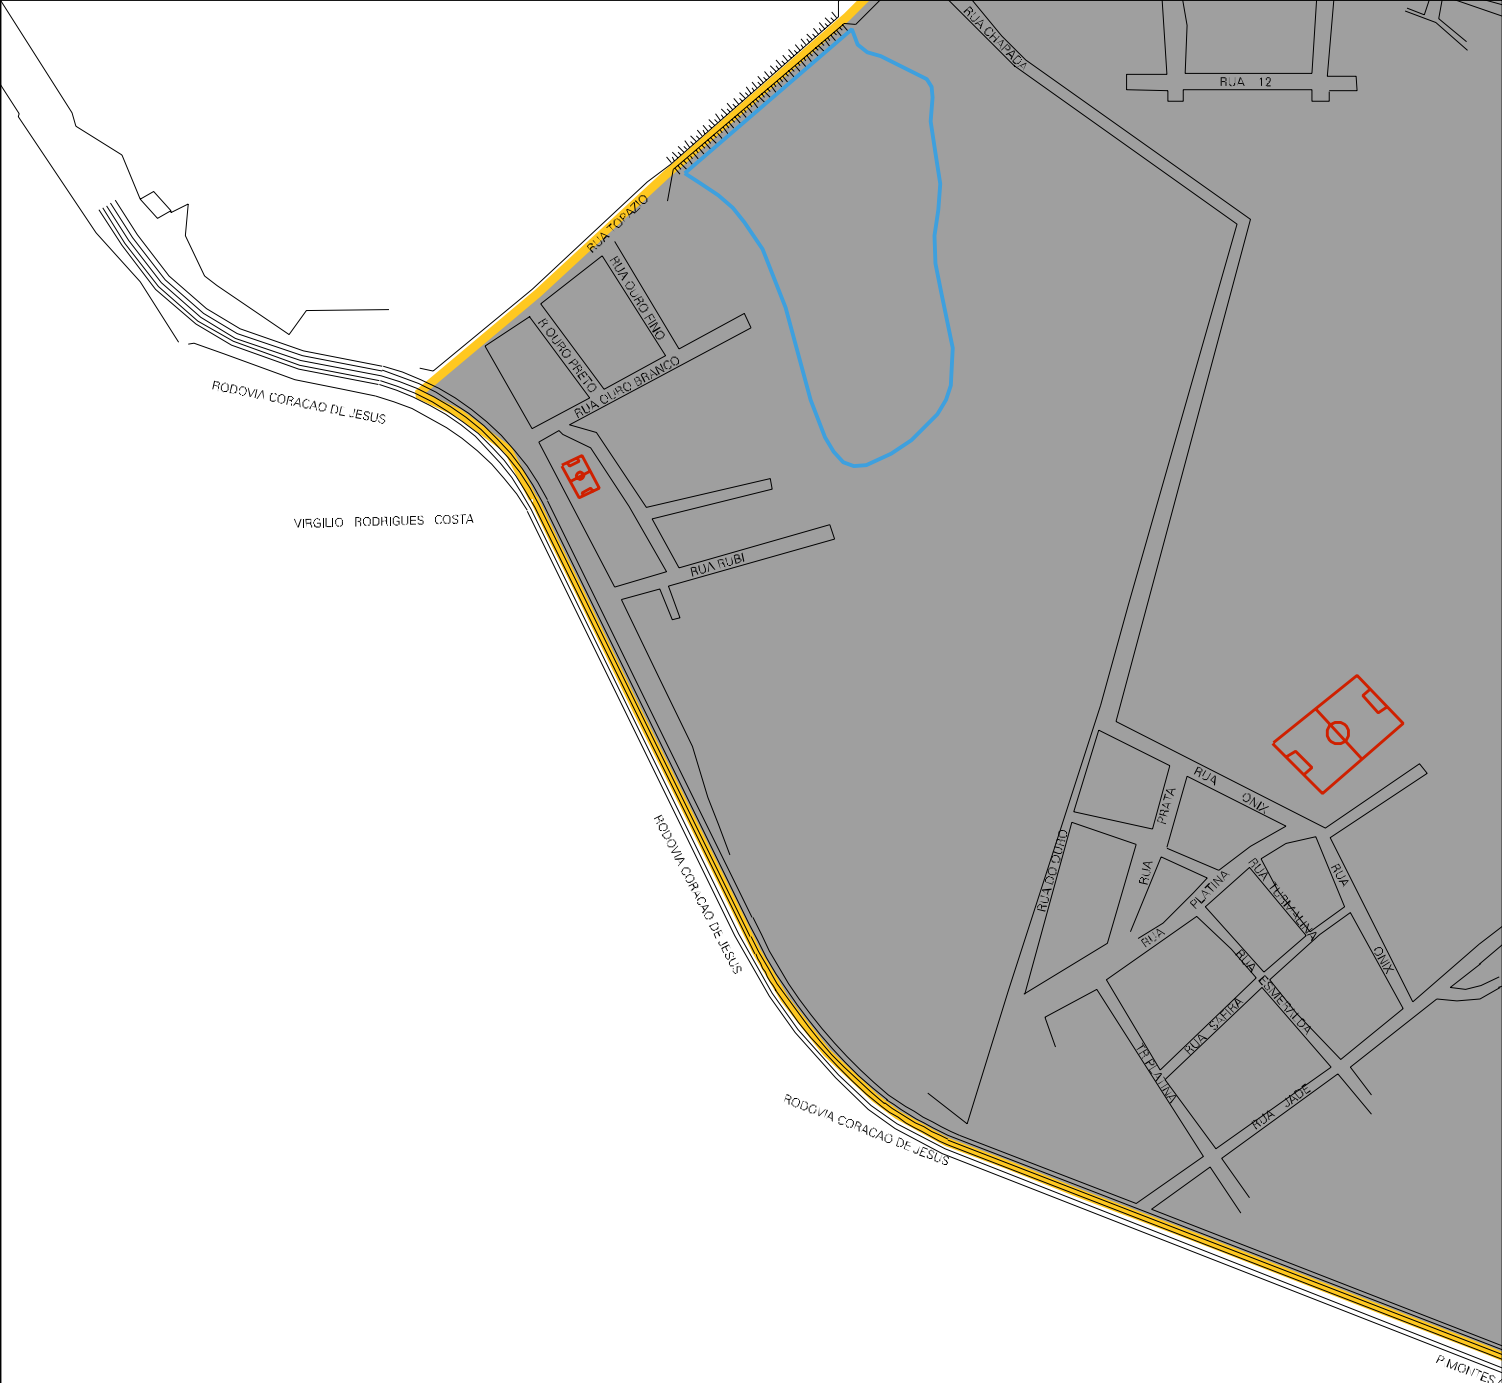 RUA CHAPADA
RUA 12
RUA TOPAZIO
RUA OURO FINO
R OURO PRETO
RUA OURO BRANCO
RODOVIA CORACAO DE JESUS
VIRGILIO RODRIGUES COSTA
RUA RUBI
RUA ONIX
RUA PRATA
RODOVIA CORACAO DE JESUS
RUA DO OURO
RUA PLATINA
RUA TURMALINA
RUA ONIX
RUA ESMERALDA
RUA SAFIRA
TR PLATINA
RUA JADE
RODOVIA CORACAO DE JESUS
P MONTES